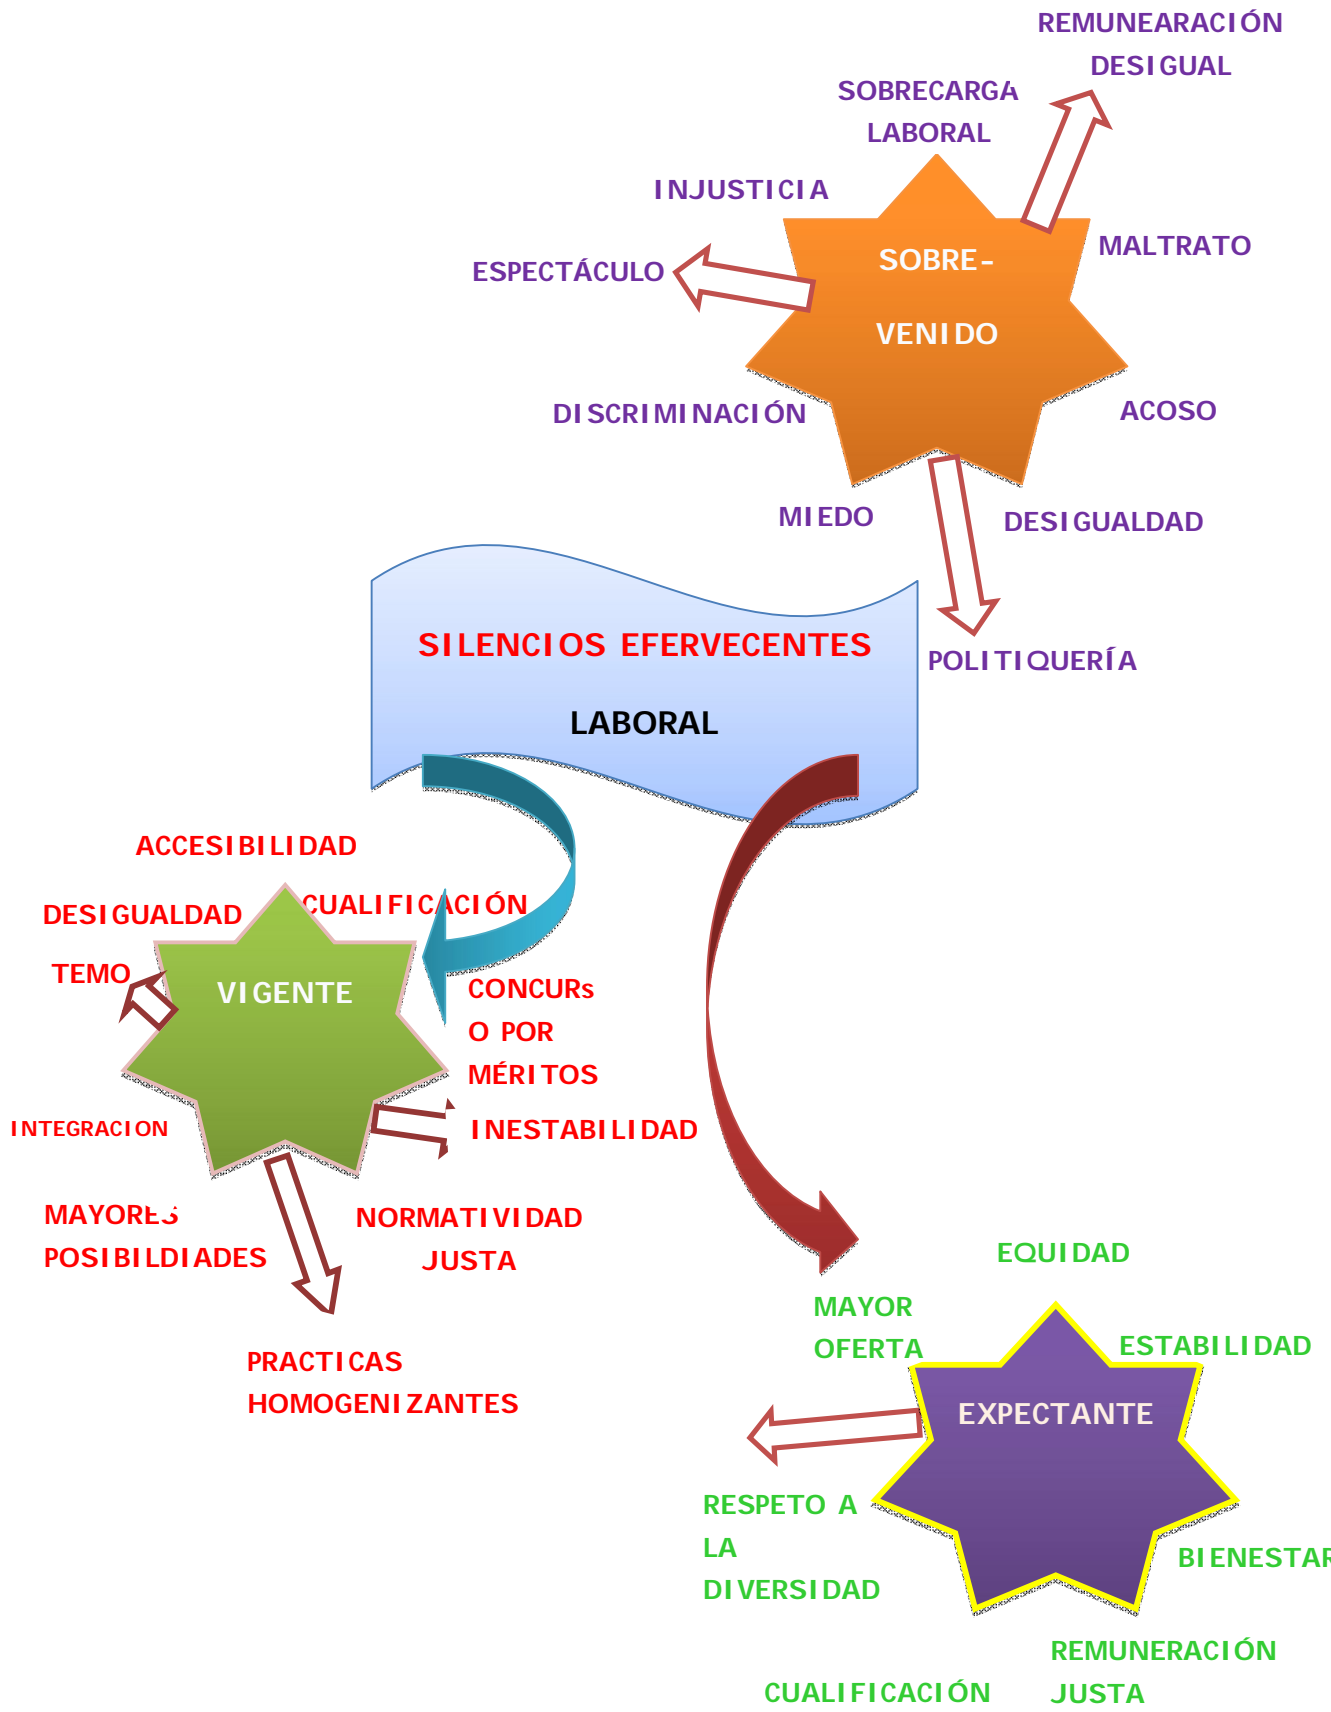 REMUNEARACIÓN
DESIGUAL
SOBRECARGA
LABORAL
INJUSTICIA
MALTRATO
ESPECTÁCULO
SOBRE-
VENIDO
DISCRIMINACIÓN
ACOSO
MIEDO
DESIGUALDAD
POLITIQUERÍA
SILENCIOS EFERVECENTES
LABORAL
ACCESIBILIDAD
DESIGUALDAD
CUALIFICACIÓN
TEMO
VIGENTE
CONCURs
O POR
MÉRITOS
INTEGRACION
INESTABILIDAD
MAYORES
POSIBILDIADES
NORMATIVIDAD
JUSTA
PRACTICAS
HOMOGENIZANTES
EQUIDAD
MAYOR
OFERTA
ESTABILIDAD
EXPECTANTE
RESPETO A
LA
DIVERSIDAD
BIENESTAR
REMUNERACIÓN
JUSTA
CUALIFICACIÓN